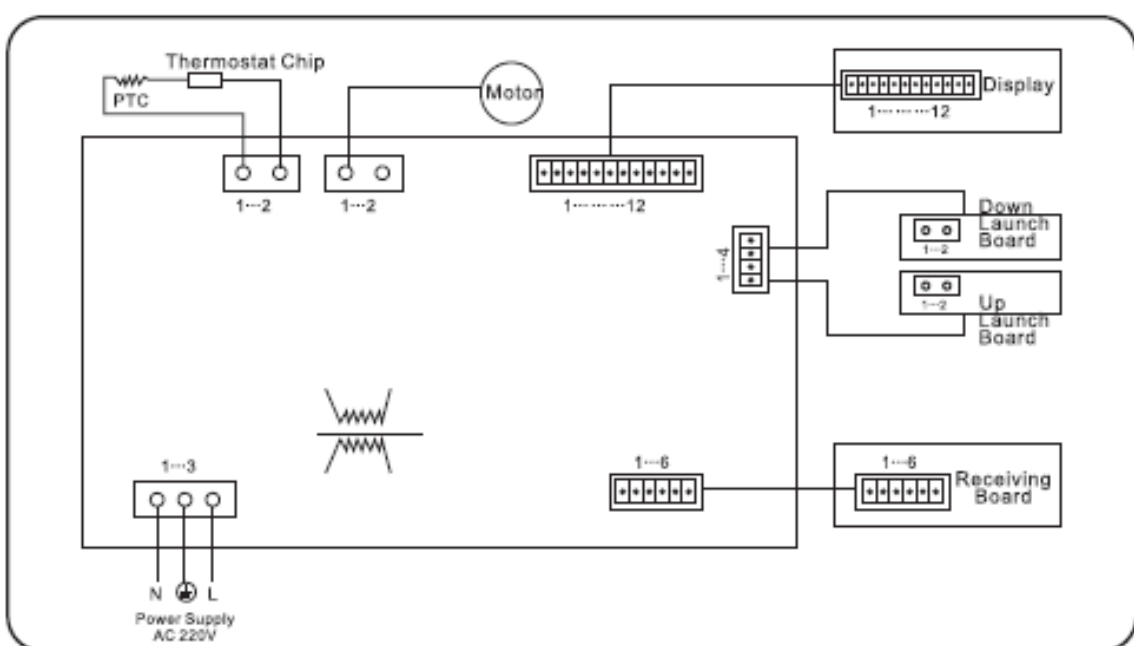 Thermostat Chip
PTC
Motor
Display
1·········12
1···2
1···2
1·········12
Down
Launch
Board
1···2
1···4
1···2
Up
Launch
Board
1···3
1···6
1···6
Receiving
Board
N
L
Power Supply
AC 220V